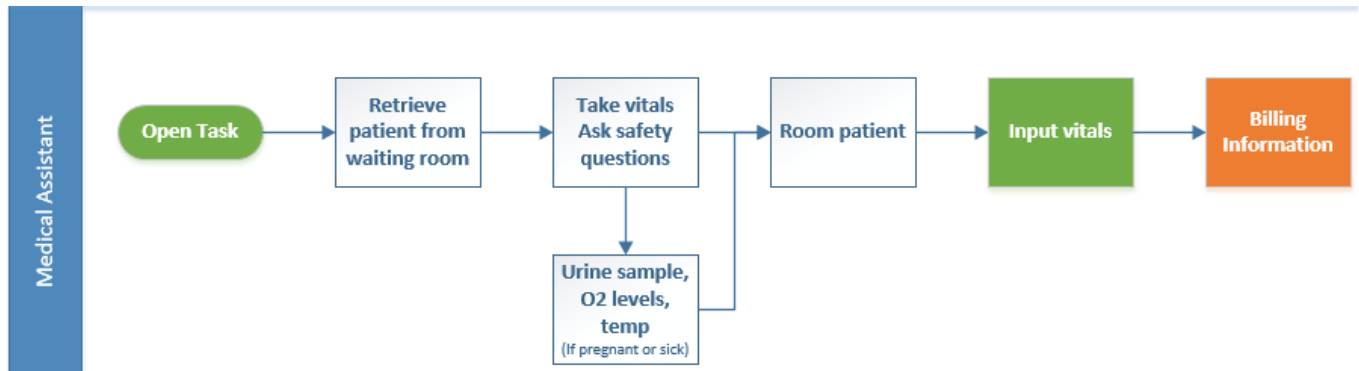 Medical Assistant
Open Task
Retrieve
patient from
waiting room
Take vitals
Ask safety
questions
Urine sample,
O2 levels,
temp
(If pregnant or sick)
Room patient
Input vitals
Billing
Information